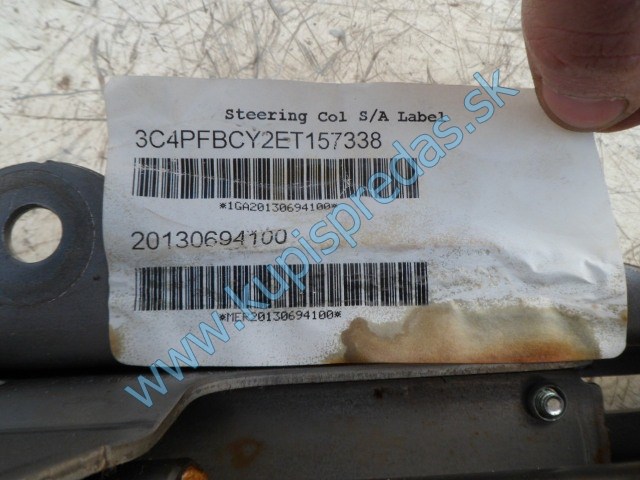 Steering Col S/A Label
3C4PFBCY2ET157338
*1GA20130694100*
20130694100
*MER20130694100*
www.kupispredas.sk